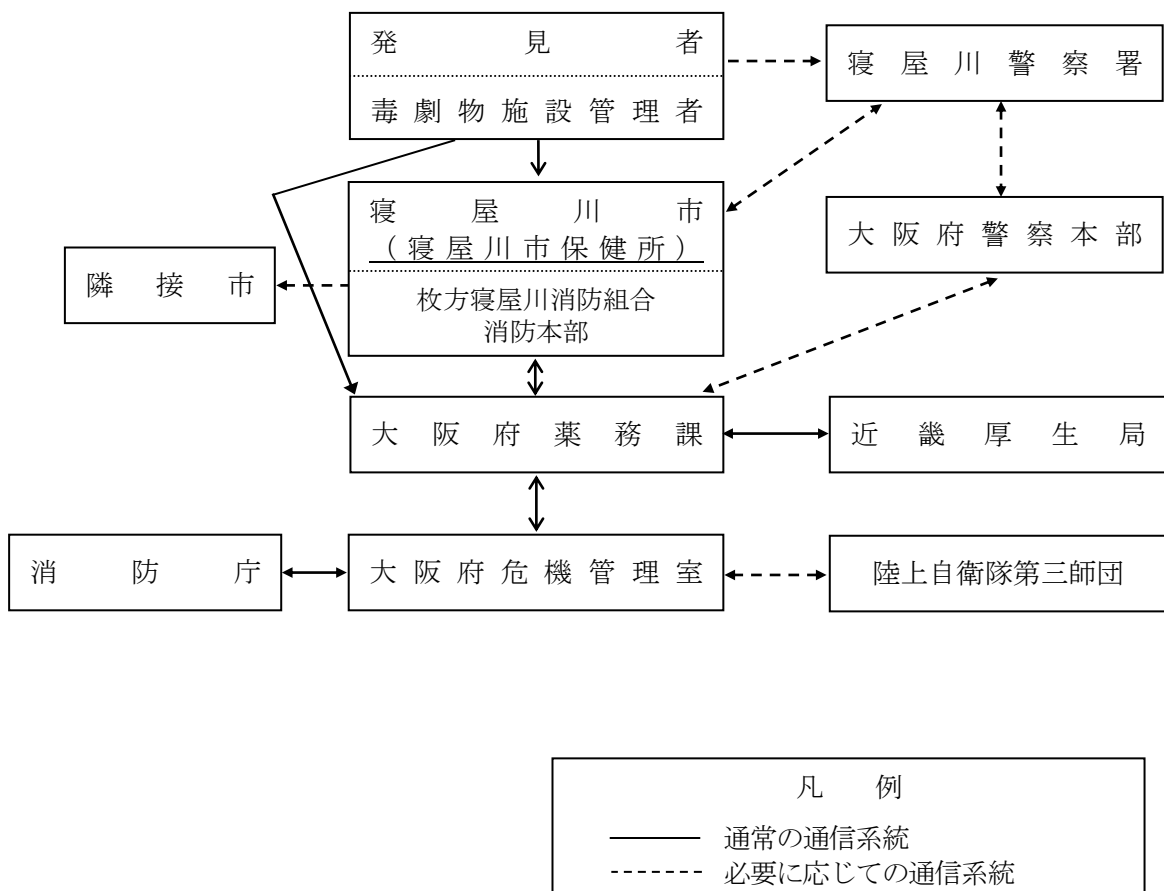 発見者
毒劇物施設管理者
寝屋川警察署
寝屋川市
（寝屋川市保健所）
大阪府警察本部
隣接市
枚方寝屋川消防組合
消防本部
大阪府薬務課
近畿厚生局
消防庁
大阪府危機管理室
陸上自衛隊第三師団
凡例
通常の通信系統
必要に応じての通信系統